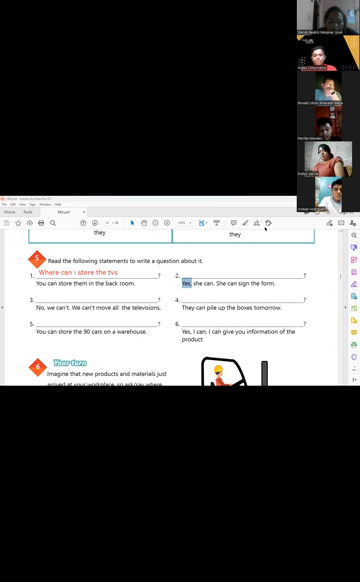 Home Tools
they they
5 Read the following statements to write a question about it.
1. Where can i store the tvs ?
You can store them in the back room.
2. ?
Yes, she can. She can sign the form.
3. ?
No, we can't. We can't move all the televisions.
4. ?
They can pile up the boxes tomorrow.
5. ?
You can store the 90 cars on a warehouse.
6. ?
Yes, I can. I can give you information of the
product
6 Your turn
Imagine that new products and materials just
arrived at your workplace, so ask/say where